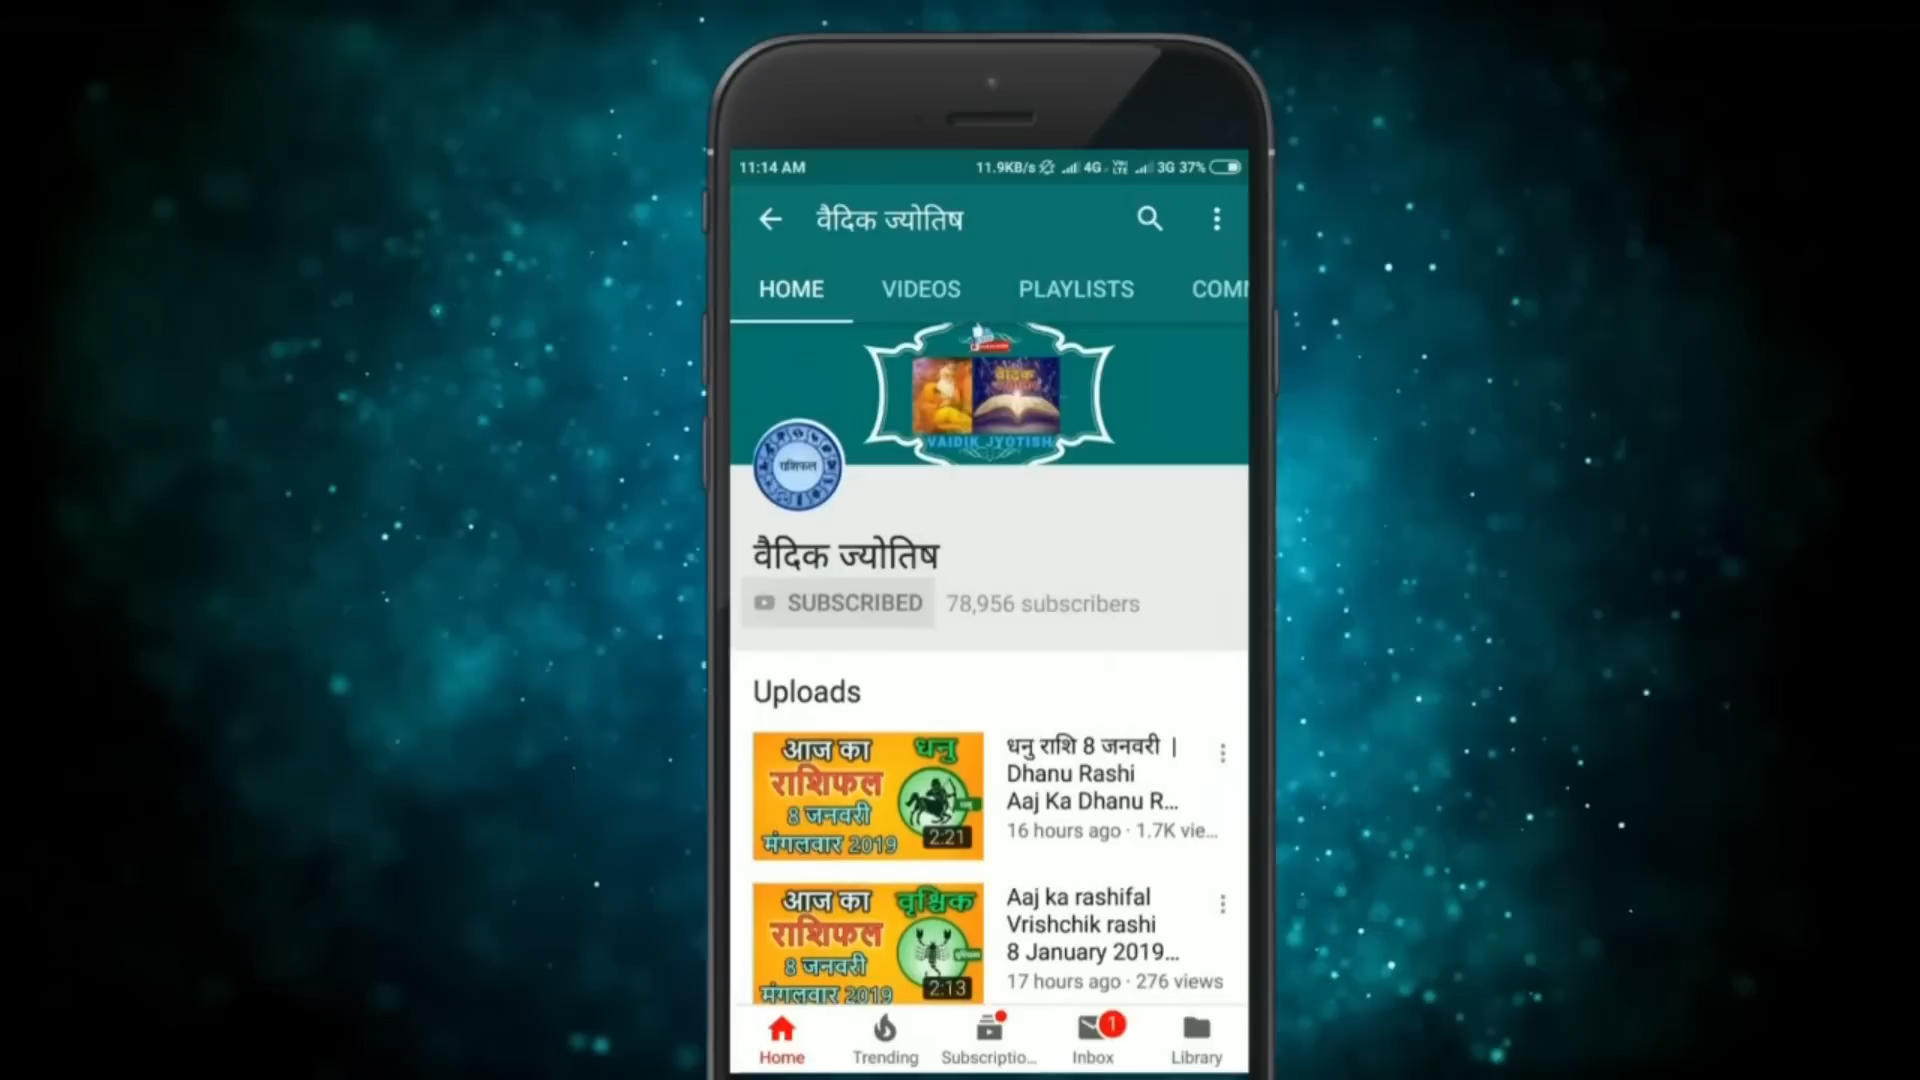 11:14 AM
11.9KB/s 4G VoLTE 3G 37%
वैदिक ज्योतिष
HOME VIDEOS PLAYLISTS COM
वैदिक
VAIDIK JYOTISH
राशिफल
वैदिक ज्योतिष
SUBSCRIBED 78,956 subscribers
Uploads
आज का धनु
राशिफल
8 जनवरी
मंगलवार 2019
2:21
धनु राशि 8 जनवरी |
Dhanu Rashi
Aaj Ka Dhanu R...
16 hours ago · 1.7K vie...
आज का वृश्चिक
राशिफल
8 जनवरी
मंगलवार 2019
2:13
Aaj ka rashifal
Vrishchik rashi
8 January 2019...
17 hours ago · 276 views
1
Home Trending Subscriptio... Inbox Library